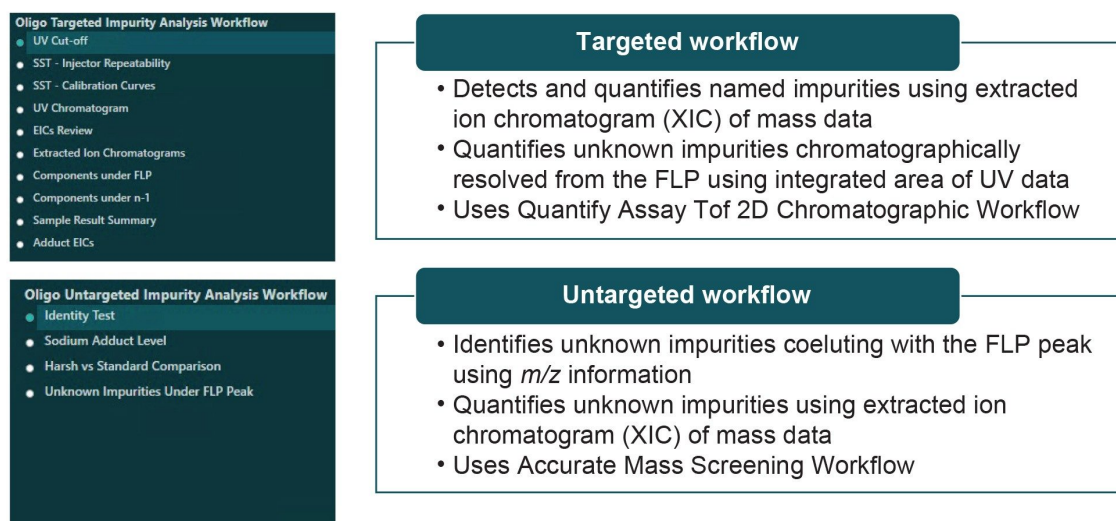 Oligo Targeted Impurity Analysis Workflow
UV Cut-off
SST - Injector Repeatability
SST - Calibration Curves
UV Chromatogram
EICs Review
Extracted Ion Chromatograms
Components under FLP
Components under n-1
Sample Result Summary
Adduct EICs
Targeted workflow
• Detects and quantifies named impurities using extracted
ion chromatogram (XIC) of mass data
• Quantifies unknown impurities chromatographically
resolved from the FLP using integrated area of UV data
• Uses Quantify Assay Tof 2D Chromatographic Workflow
Oligo Untargeted Impurity Analysis Workflow
Identity Test
Sodium Adduct Level
Harsh vs Standard Comparison
Unknown Impurities Under FLP Peak
Untargeted workflow
• Identifies unknown impurities coeluting with the FLP peak
using m/z information
• Quantifies unknown impurities using extracted ion
chromatogram (XIC) of mass data
• Uses Accurate Mass Screening Workflow